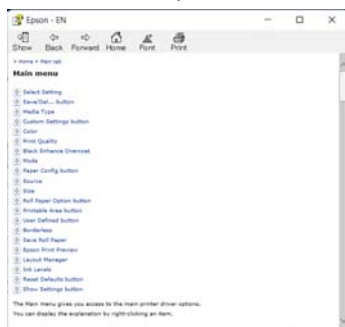 Epson - EN
Show Back Forward Home Font Print
> Home > Main tab
Main menu
Select Setting
Save/Del... button
Media Type
Custom Settings button
Color
Print Quality
Black Enhance Overcoat
Mode
Paper Config button
Source
Size
Roll Paper Option button
Printable Area button
User Defined button
Borderless
Save Roll Paper
Epson Print Preview
Layout Manager
Ink Levels
Reset Defaults button
Show Settings button
The Main menu gives you access to the main printer driver options.
You can display the explanation by right-clicking an item.